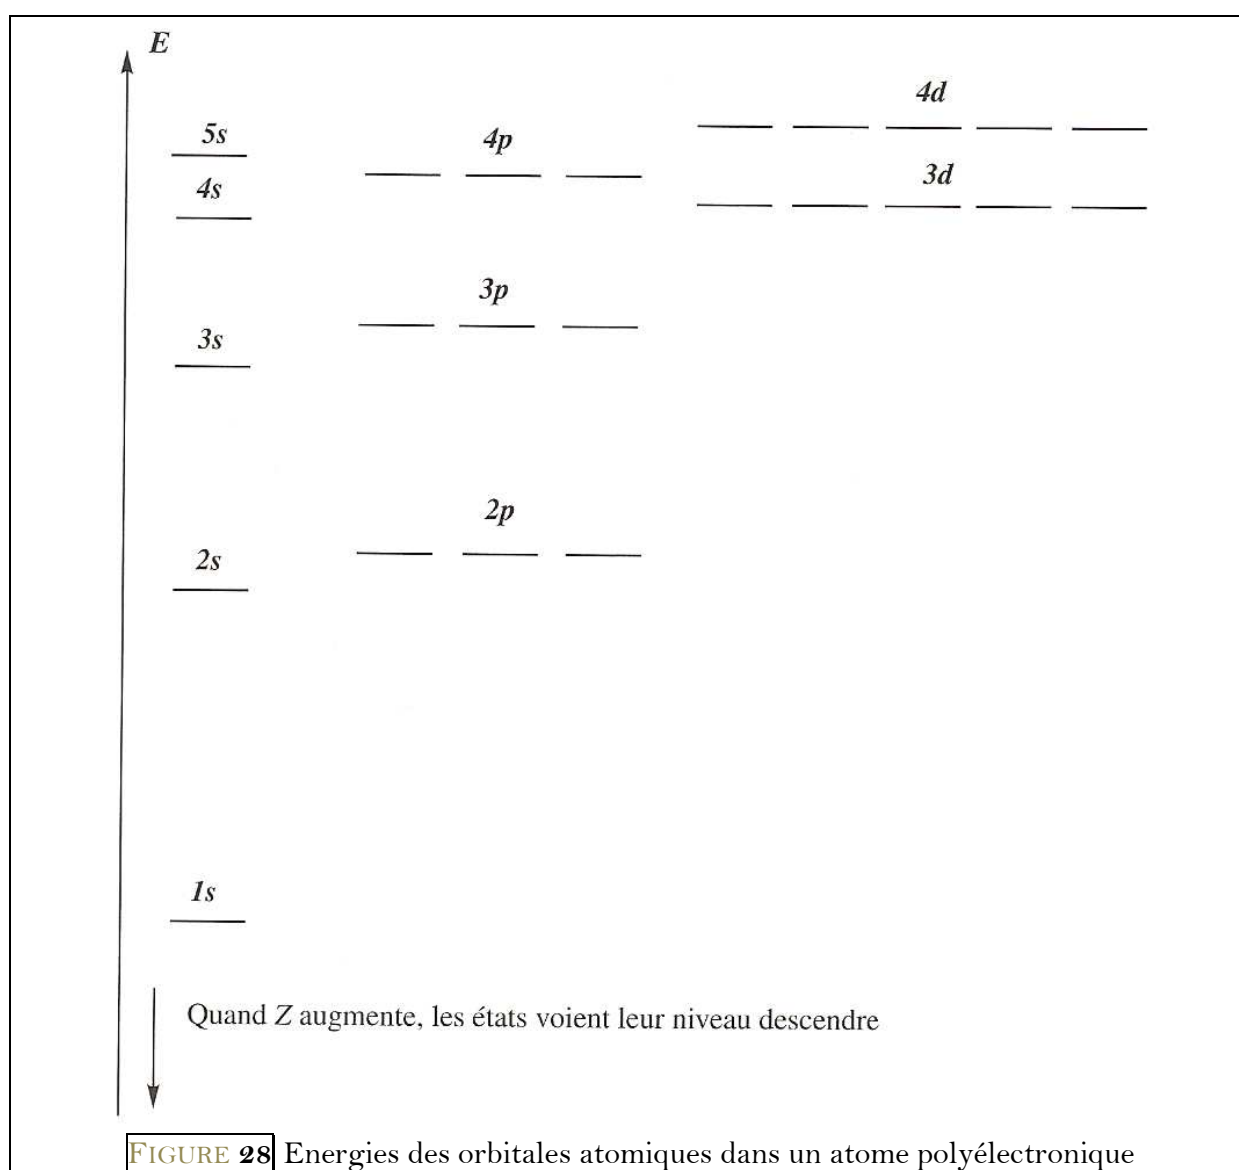 E
4d
5s
4p
4s
3d
3p
3s
2p
2s
1s
Quand Z augmente, les états voient leur niveau descendre
FIGURE 28 Energies des orbitales atomiques dans un atome polyélectronique